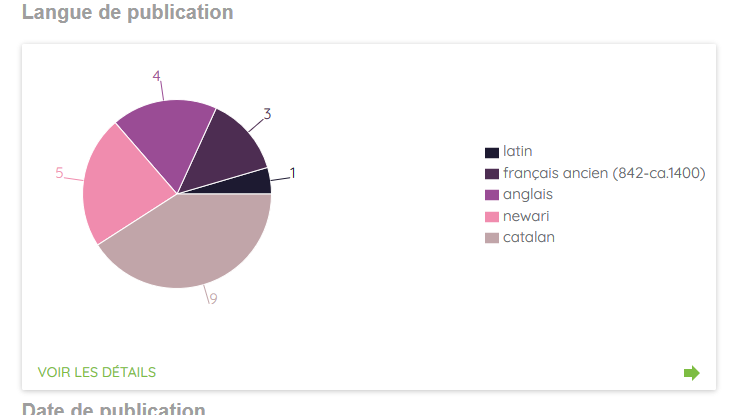 Langue de publication
4
3
5
1
9
latin
français ancien (842-ca.1400)
anglais
newari
catalan
VOIR LES DÉTAILS
Date de publication